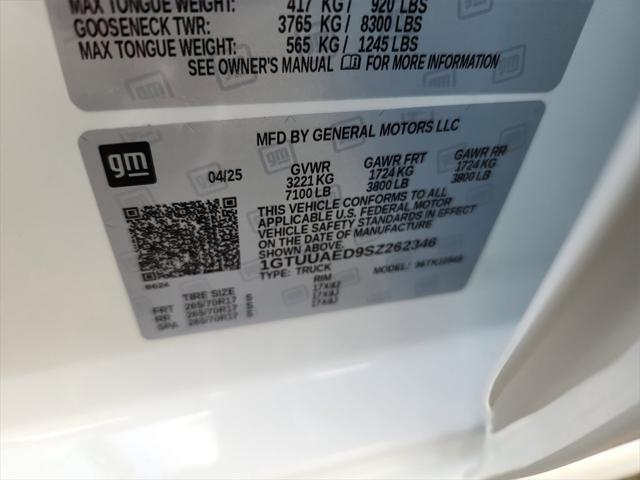 MAX TONGUE WEIGHT: 417 KG / 920 LBS
GOOSENECK TWR: 3765 KG / 8300 LBS
MAX TONGUE WEIGHT: 565 KG / 1245 LBS
SEE OWNER'S MANUAL FOR MORE INFORMATION
MFD BY GENERAL MOTORS LLC
gm
04/25
GVWR GAWR FRT GAWR RR
3221 KG 1724 KG 1724 KG
7100 LB 3800 LB 3800 LB
THIS VEHICLE CONFORMS TO ALL
APPLICABLE U.S. FEDERAL MOTOR
VEHICLE SAFETY STANDARDS IN EFFECT
ON THE DATE OF MANUFACTURE
SHOWN ABOVE.
1GTUUAED9SZ262346
TYPE: TRUCK MODEL:
TIRE SIZE RIM
FRT 265/70R17 S 17X8J
RR 265/70R17 S 17X8J
SPA 265/70R17 S 17X8J